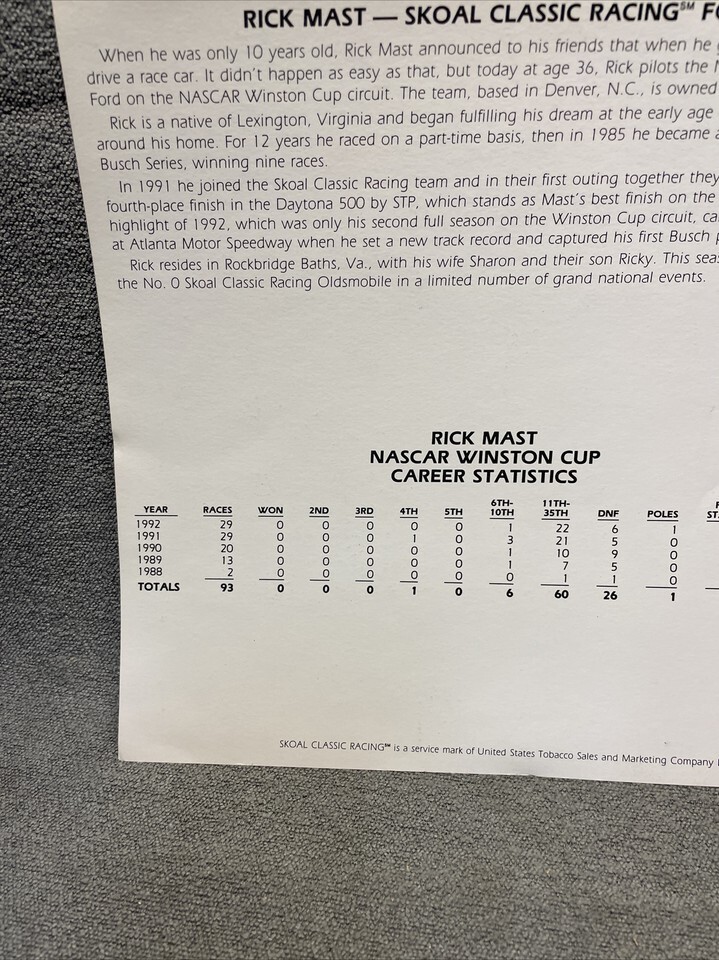 RICK MAST — SKOAL CLASSIC RACING℠ F
When he was only 10 years old, Rick Mast announced to his friends that when he
drive a race car. It didn't happen as easy as that, but today at age 36, Rick pilots the
Ford on the NASCAR Winston Cup circuit. The team, based in Denver, N.C., is owned
Rick is a native of Lexington, Virginia and began fulfilling his dream at the early age
around his home. For 12 years he raced on a part-time basis, then in 1985 he became a
Busch Series, winning nine races.
In 1991 he joined the Skoal Classic Racing team and in their first outing together they
fourth-place finish in the Daytona 500 by STP, which stands as Mast's best finish on the
highlight of 1992, which was only his second full season on the Winston Cup circuit, ca
at Atlanta Motor Speedway when he set a new track record and captured his first Busch
Rick resides in Rockbridge Baths, Va., with his wife Sharon and their son Ricky. This sea
the No. 0 Skoal Classic Racing Oldsmobile in a limited number of grand national events.
RICK MAST
NASCAR WINSTON CUP
CAREER STATISTICS
YEAR RACES WON 2ND 3RD 4TH 5TH 6TH-10TH 11TH-35TH DNF POLES ST
1992 29 0 0 0 0 0 1 22 6 1
1991 29 0 0 0 1 0 3 21 5 0
1990 20 0 0 0 0 0 1 10 9 0
1989 13 0 0 0 0 0 1 7 5 0
1988 2 0 0 0 0 0 0 1 1 0
TOTALS 93 0 0 0 1 0 6 60 26 1
SKOAL CLASSIC RACING℠ is a service mark of United States Tobacco Sales and Marketing Company